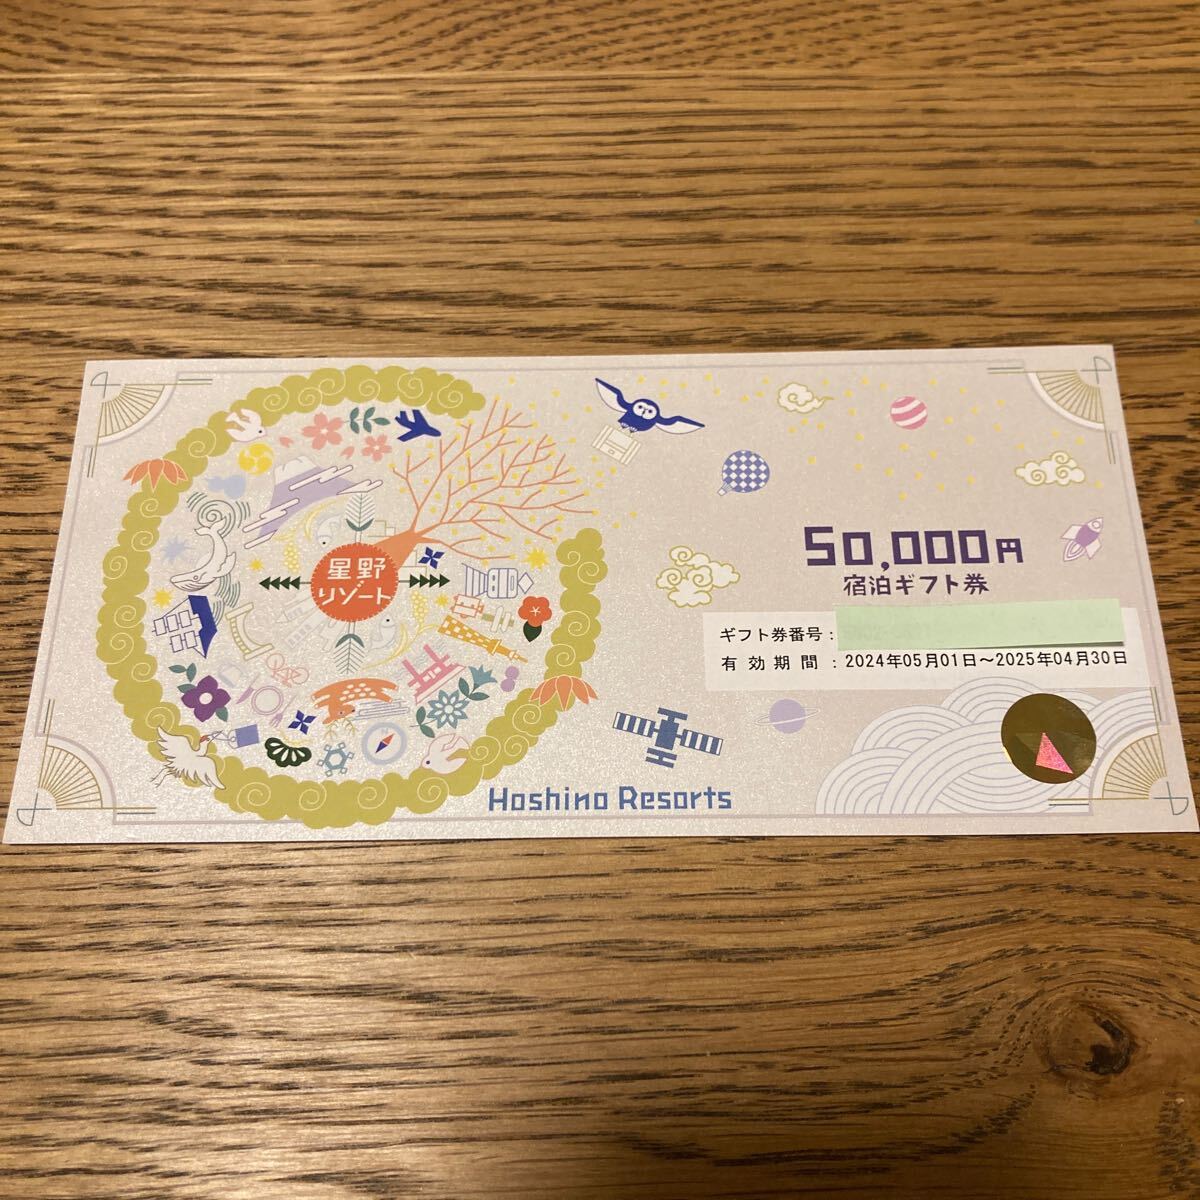 星野
リゾート
50,000円
宿泊ギフト券
ギフト券番号：
有効期間：2024年05月01日～2025年04月30日
Hoshino Resorts